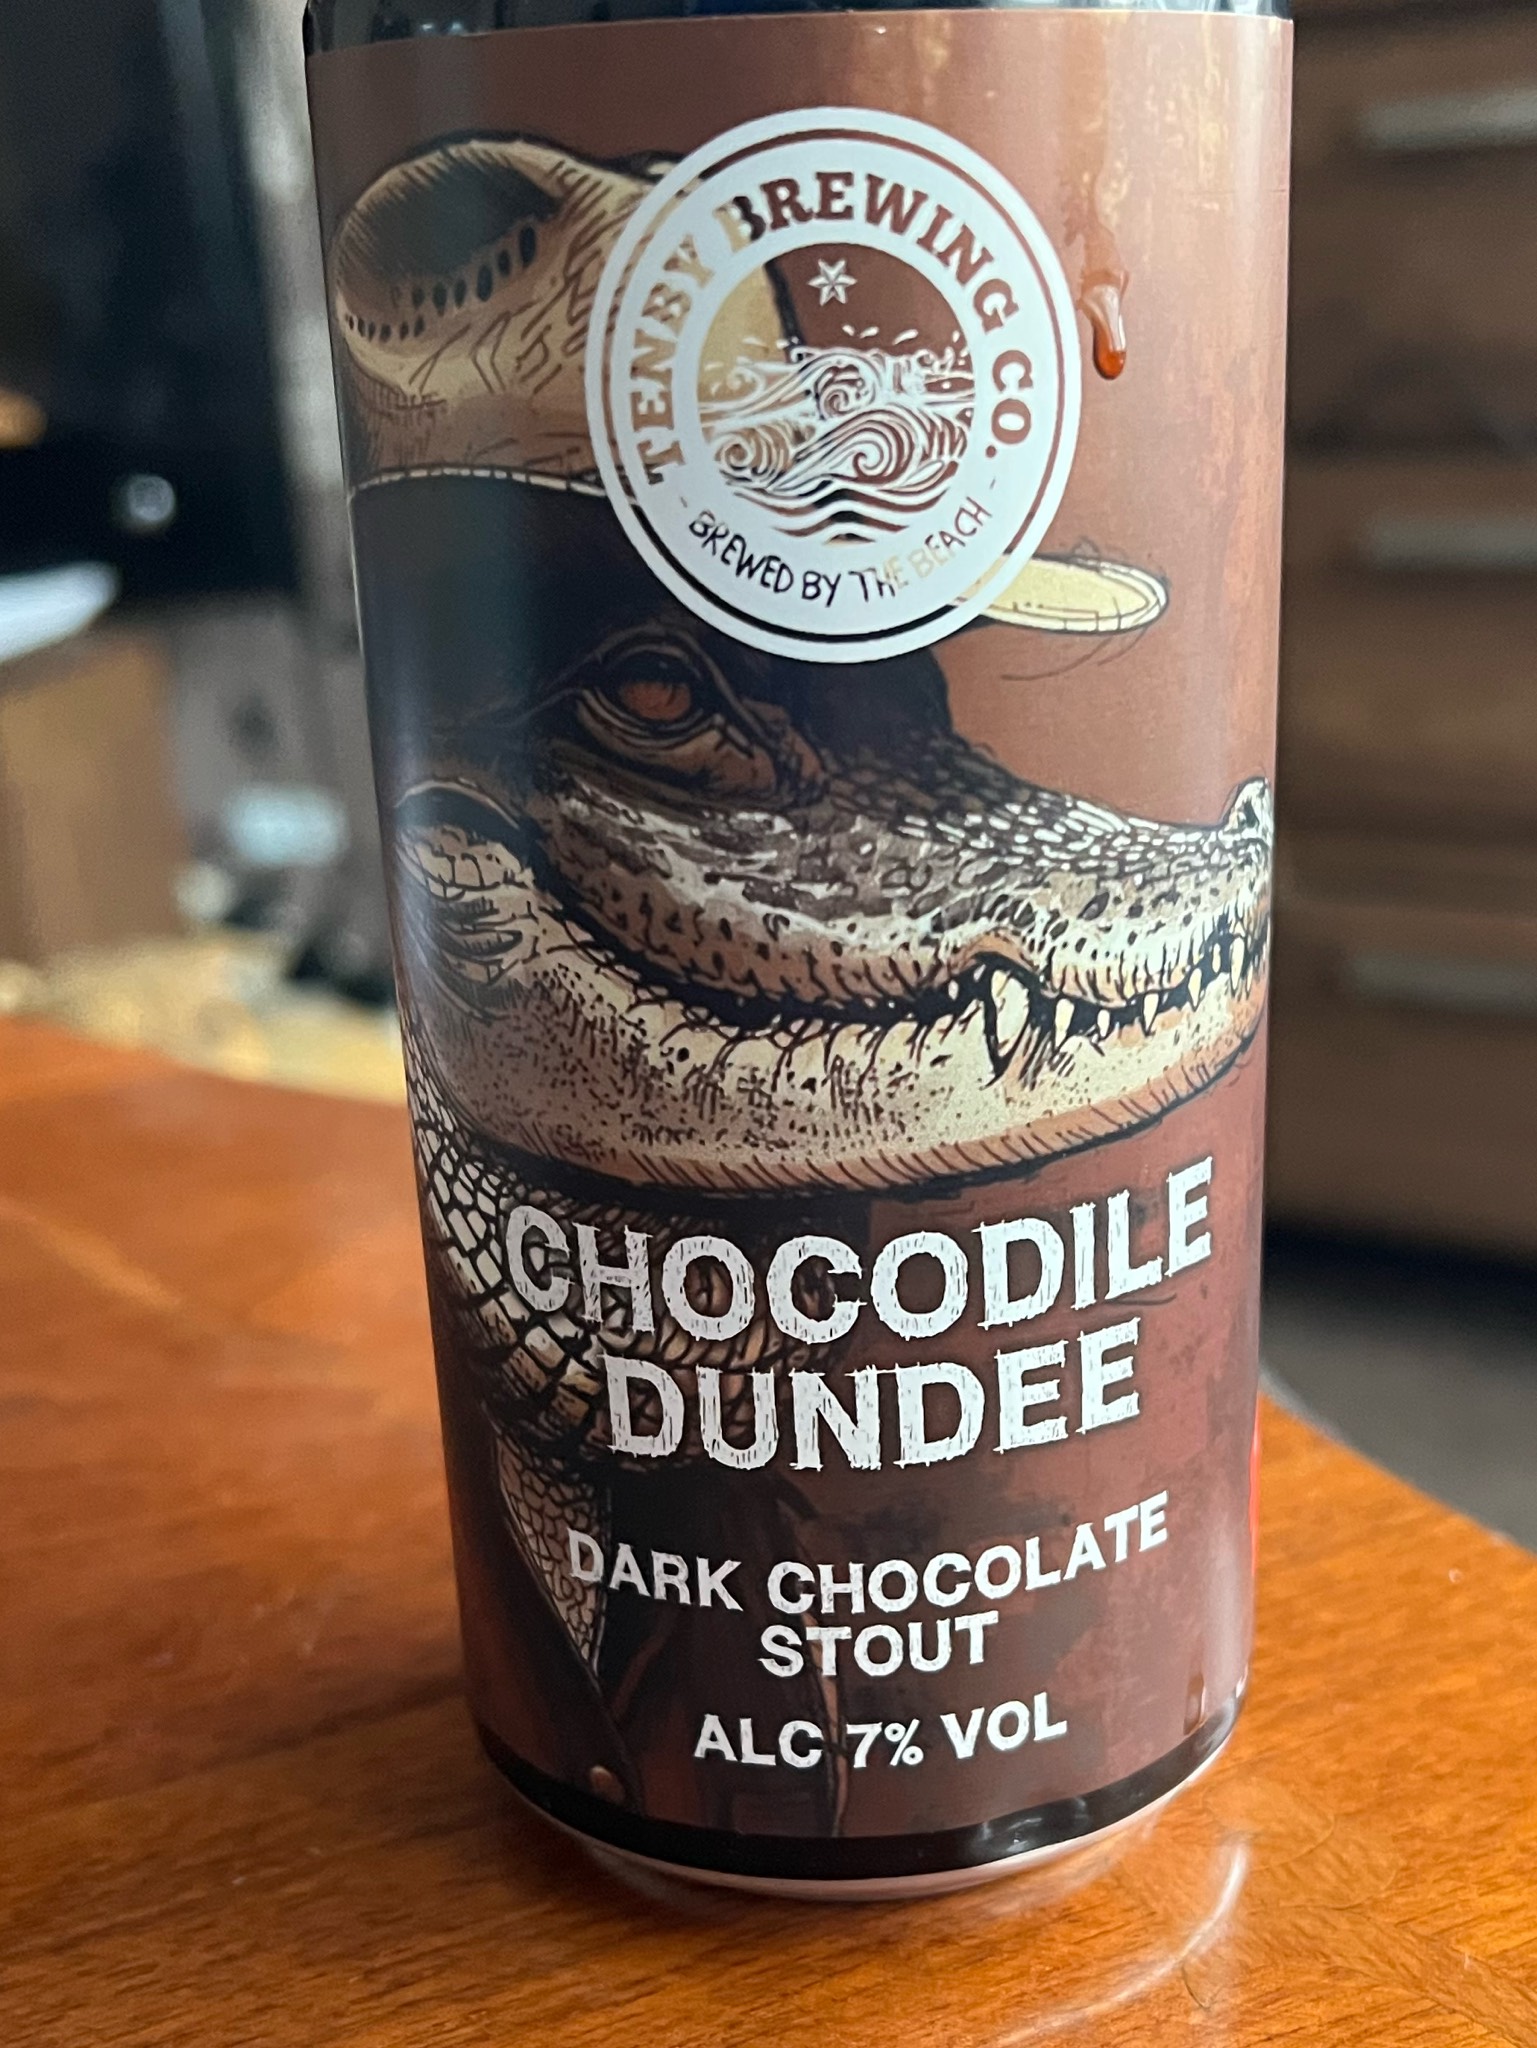 TENBY BREWING CO.
- BREWED BY THE BEACH -
CHOCODILE
DUNDEE
DARK CHOCOLATE
STOUT
ALC 7% VOL